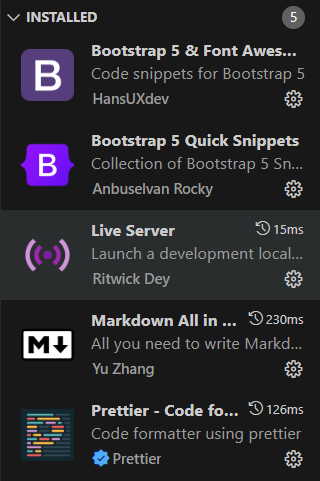 INSTALLED 5
Bootstrap 5 & Font Awes...
Code snippets for Bootstrap 5
HansUXdev
B
Bootstrap 5 Quick Snippets
Collection of Bootstrap 5 Sn...
Anbuselvan Rocky
B
Live Server 15ms
Launch a development local...
Ritwick Dey
Markdown All in ... 230ms
All you need to write Markd...
Yu Zhang
M
Prettier - Code fo... 126ms
Code formatter using prettier
Prettier